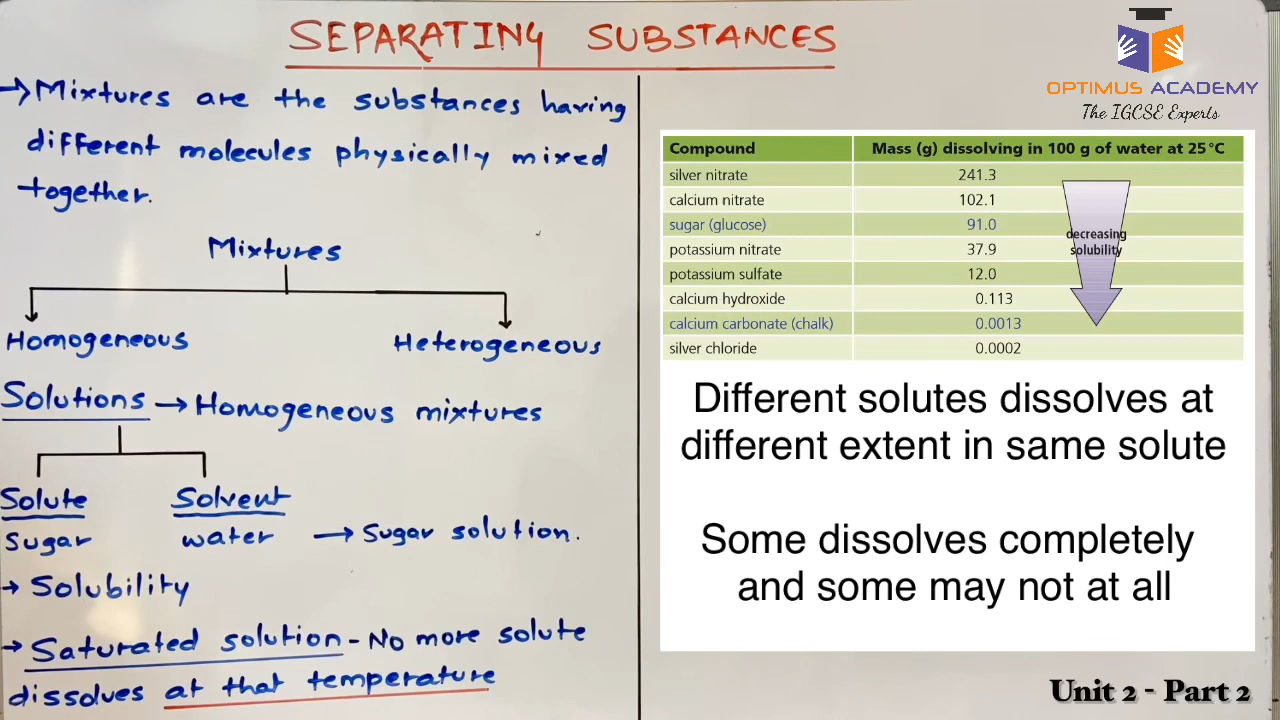 SEPARATING SUBSTANCES
→ Mixtures are the substances having
different molecules physically mixed
together.
Mixtures
Homogeneous Heterogeneous
Solutions → Homogeneous mixtures
Solute Solvent
Sugar water → Sugar solution.
→ Solubility
→ Saturated solution - No more solute
dissolves at that temperature
OPTIMUS ACADEMY
The IGCSE Experts
Compound Mass (g) dissolving in 100 g of water at 25 °C
silver nitrate 241.3
calcium nitrate 102.1
sugar (glucose) 91.0
potassium nitrate 37.9
potassium sulfate 12.0
calcium hydroxide 0.113
calcium carbonate (chalk) 0.0013
silver chloride 0.0002
decreasing
solubility
Different solutes dissolves at
different extent in same solute
Some dissolves completely
and some may not at all
Unit 2 - Part 2